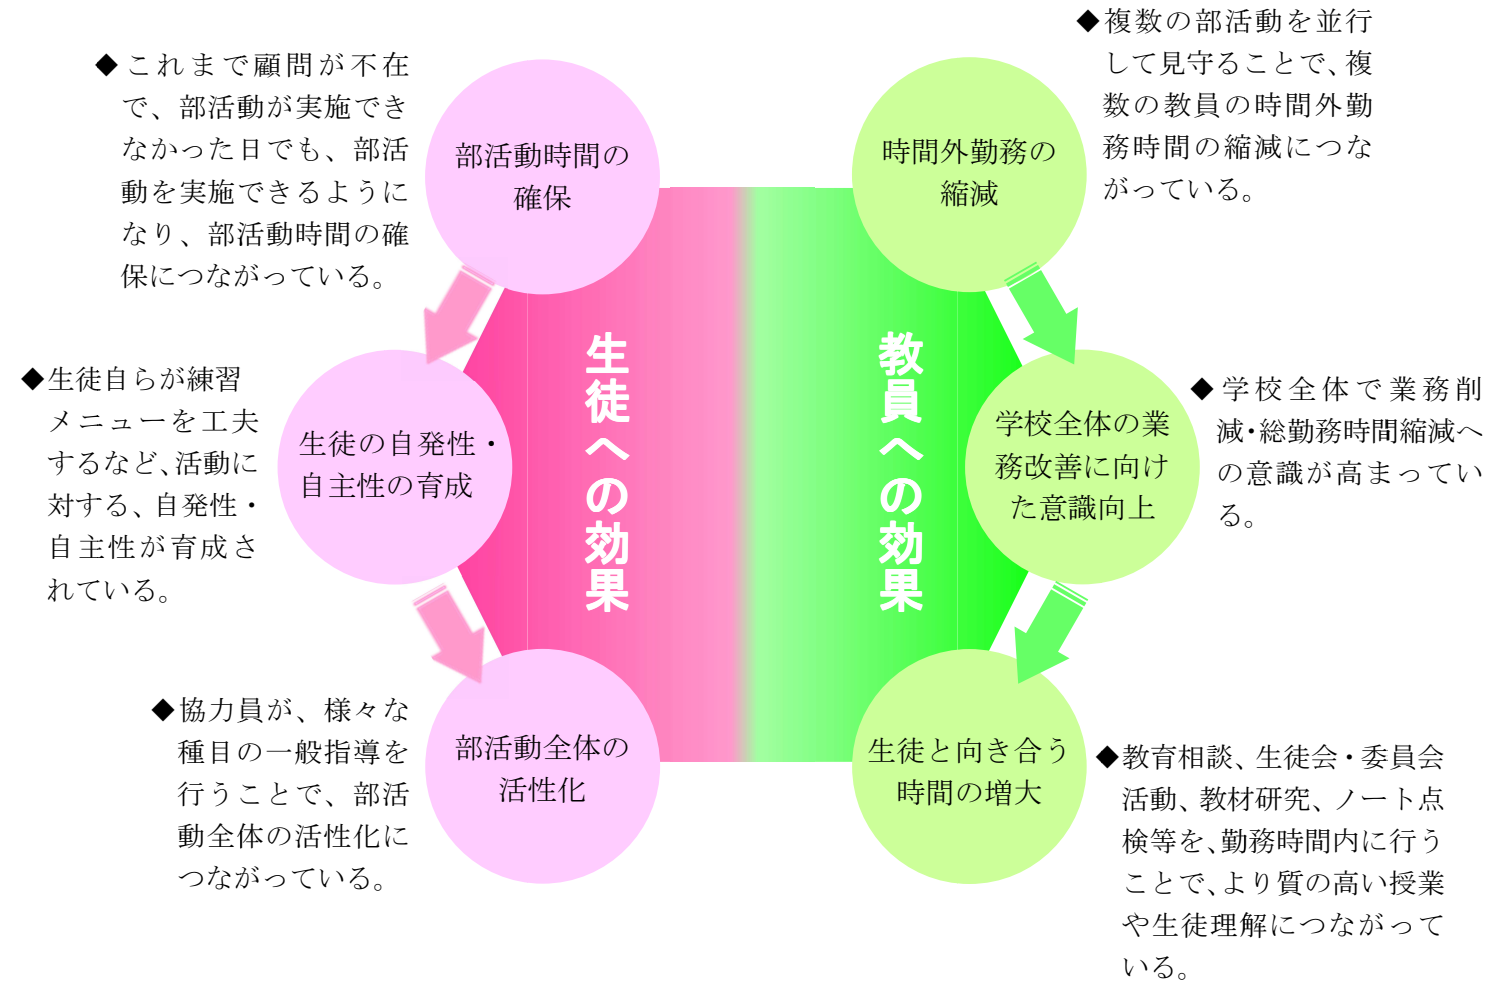 ◆これまで顧問が不在
で、部活動が実施でき
なかった日でも、部活
動を実施できるように
なり、部活動時間の確
保につながっている。
部活動時間の
確保
◆生徒自らが練習
メニューを工夫
するなど、活動に
対する、自発性・
自主性が育成さ
れている。
生徒の自発性・
自主性の育成
◆協力員が、様々な
種目の一般指導を
行うことで、部活
動全体の活性化に
つながっている。
部活動全体の
活性化
生徒への効果
教員への効果
時間外勤務の
縮減
◆複数の部活動を並行
して見守ることで、複
数の教員の時間外勤
務時間の縮減につな
がっている。
学校全体の業
務改善に向け
た意識向上
◆学校全体で業務削
減・総勤務時間縮減へ
の意識が高まってい
る。
生徒と向き合う
時間の増大
◆教育相談、生徒会・委員会
活動、教材研究、ノート点
検等を、勤務時間内に行う
ことで、より質の高い授業
や生徒理解につながって
いる。